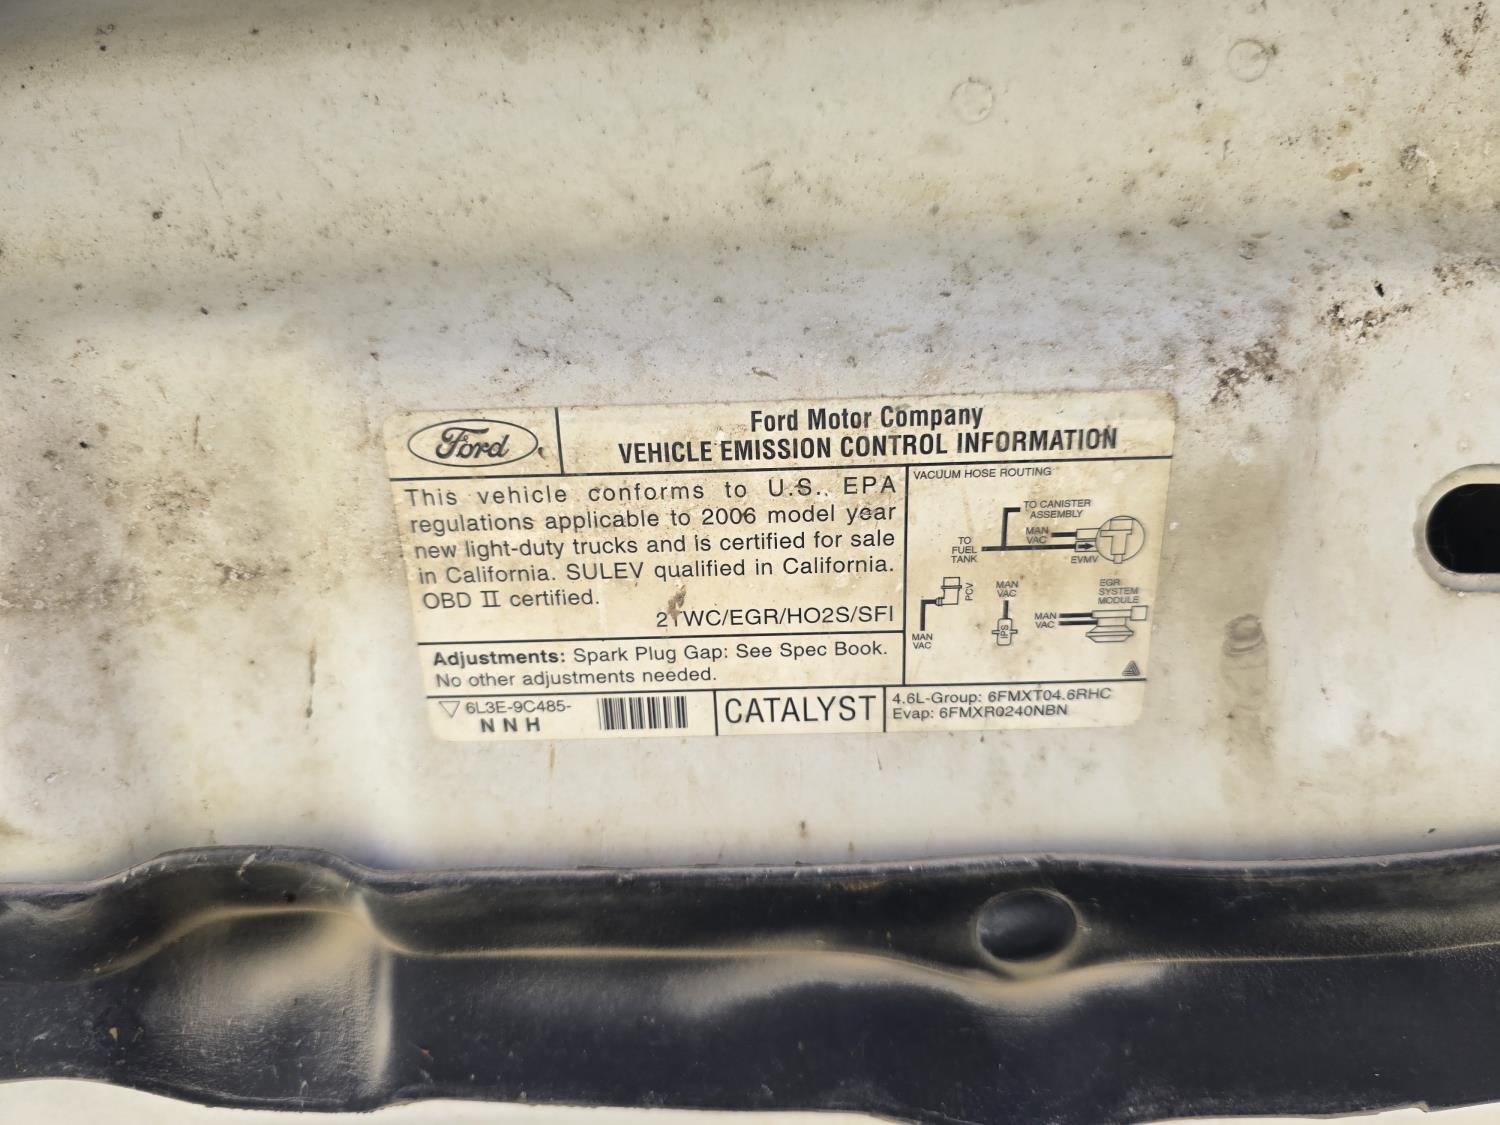 Ford
Ford Motor Company
VEHICLE EMISSION CONTROL INFORMATION
This vehicle conforms to U.S.. EPA
regulations applicable to 2006 model year
new light-duty trucks and is certified for sale
in California. SULEV qualified in California.
OBD II certified.
2TWC/EGR/HO2S/SFI
Adjustments: Spark Plug Gap: See Spec Book.
No other adjustments needed.
VACUUM HOSE ROUTING
TO CANISTER
ASSEMBLY
MAN
VAC
TO
FUEL
TANK
EVMV
PCV
MAN
VAC
MAN
VAC
IPS
EGR
SYSTEM
MODULE
MAN
VAC
6L3E-9C485-
N N H
CATALYST
4.6L-Group: 6FMXT04.6RHC
Evap: 6FMXR0240NBN